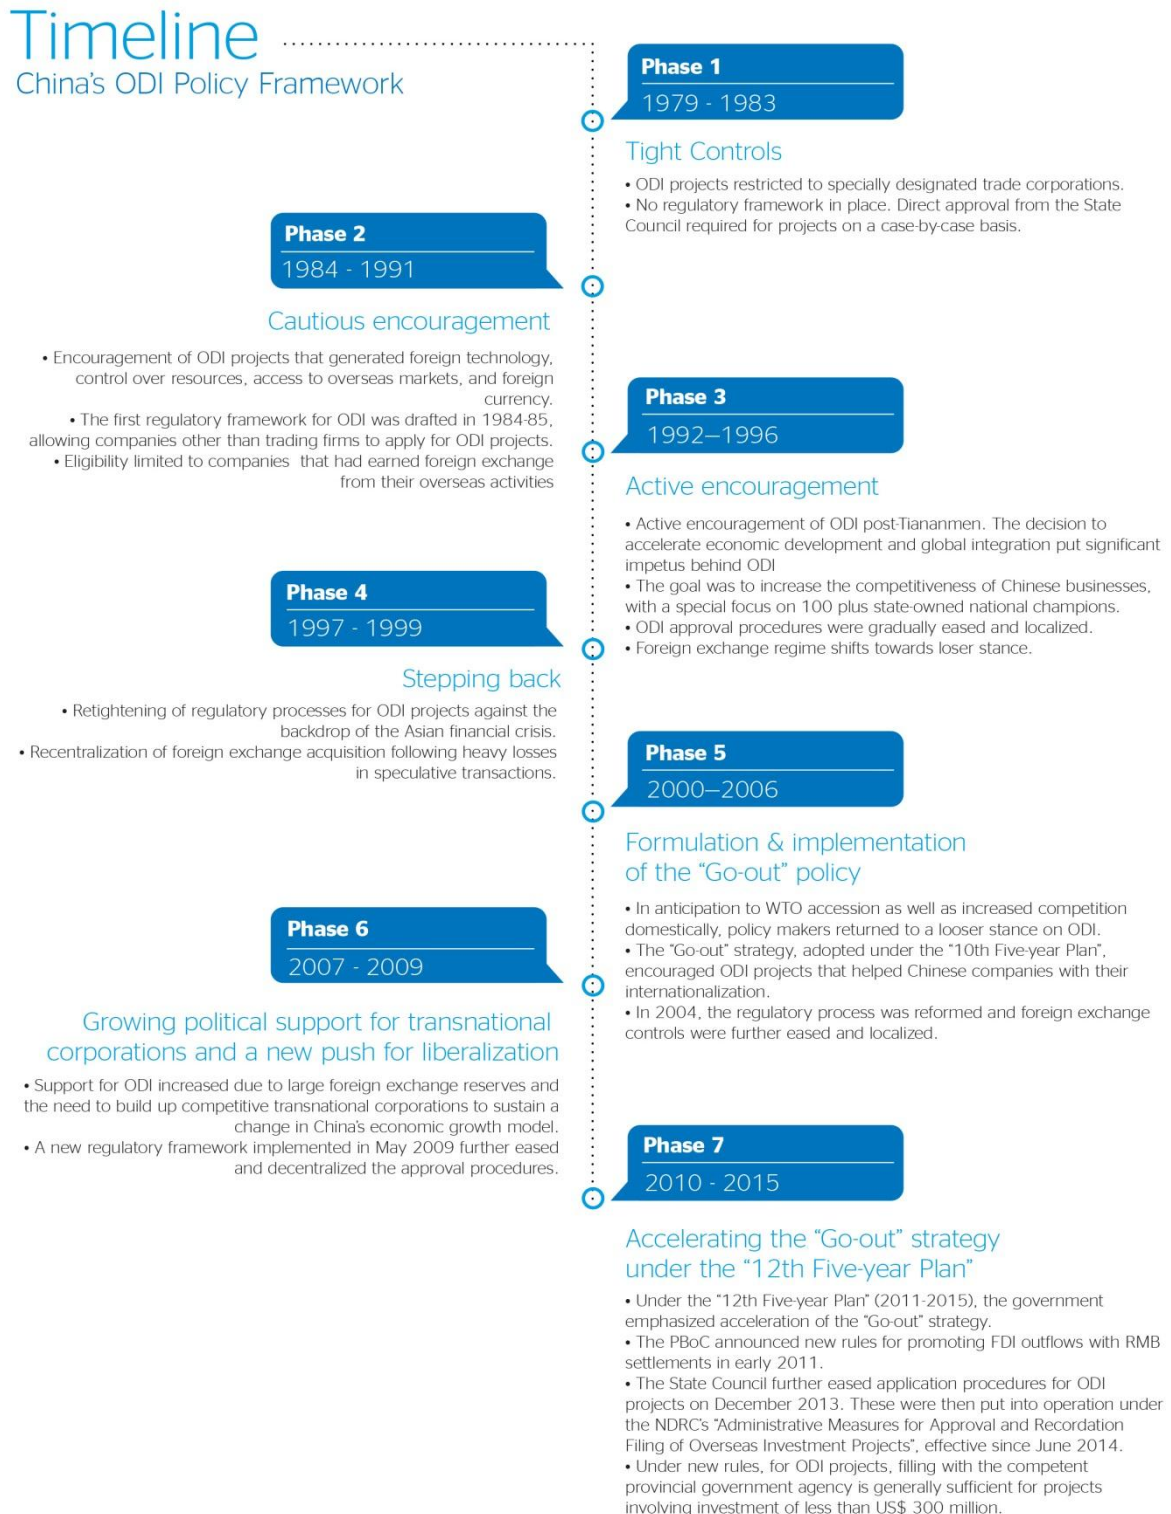 Timeline
China's ODI Policy Framework
Phase 1
1979 - 1983
Tight Controls
• ODI projects restricted to specially designated trade corporations.
• No regulatory framework in place. Direct approval from the State
Council required for projects on a case-by-case basis.
Phase 2
1984 - 1991
Cautious encouragement
• Encouragement of ODI projects that generated foreign technology,
control over resources, access to overseas markets, and foreign
currency.
• The first regulatory framework for ODI was drafted in 1984-85,
allowing companies other than trading firms to apply for ODI projects.
• Eligibility limited to companies that had earned foreign exchange
from their overseas activities
Phase 3
1992—1996
Active encouragement
• Active encouragement of ODI post-Tiananmen. The decision to
accelerate economic development and global integration put significant
impetus behind ODI
• The goal was to increase the competitiveness of Chinese businesses,
with a special focus on 100 plus state-owned national champions.
• ODI approval procedures were gradually eased and localized.
• Foreign exchange regime shifts towards loser stance.
Phase 4
1997 - 1999
Stepping back
• Retightening of regulatory processes for ODI projects against the
backdrop of the Asian financial crisis.
• Recentralization of foreign exchange acquisition following heavy losses
in speculative transactions.
Phase 5
2000—2006
Formulation & implementation
of the "Go-out" policy
• In anticipation to WTO accession as well as increased competition
domestically, policy makers returned to a looser stance on ODI.
• The "Go-out" strategy, adopted under the "10th Five-year Plan",
encouraged ODI projects that helped Chinese companies with their
internationalization.
• In 2004, the regulatory process was reformed and foreign exchange
controls were further eased and localized.
Phase 6
2007 - 2009
Growing political support for transnational
corporations and a new push for liberalization
• Support for ODI increased due to large foreign exchange reserves and
the need to build up competitive transnational corporations to sustain a
change in China's economic growth model.
• A new regulatory framework implemented in May 2009 further eased
and decentralized the approval procedures.
Phase 7
2010 - 2015
Accelerating the "Go-out" strategy
under the "12th Five-year Plan"
• Under the "12th Five-year Plan" (2011-2015), the government
emphasized acceleration of the "Go-out" strategy.
• The PBoC announced new rules for promoting FDI outflows with RMB
settlements in early 2011.
• The State Council further eased application procedures for ODI
projects on December 2013. These were then put into operation under
the NDRC's "Administrative Measures for Approval and Recordation
Filing of Overseas Investment Projects", effective since June 2014.
• Under new rules, for ODI projects, filling with the competent
provincial government agency is generally sufficient for projects
involving investment of less than US$ 300 million.